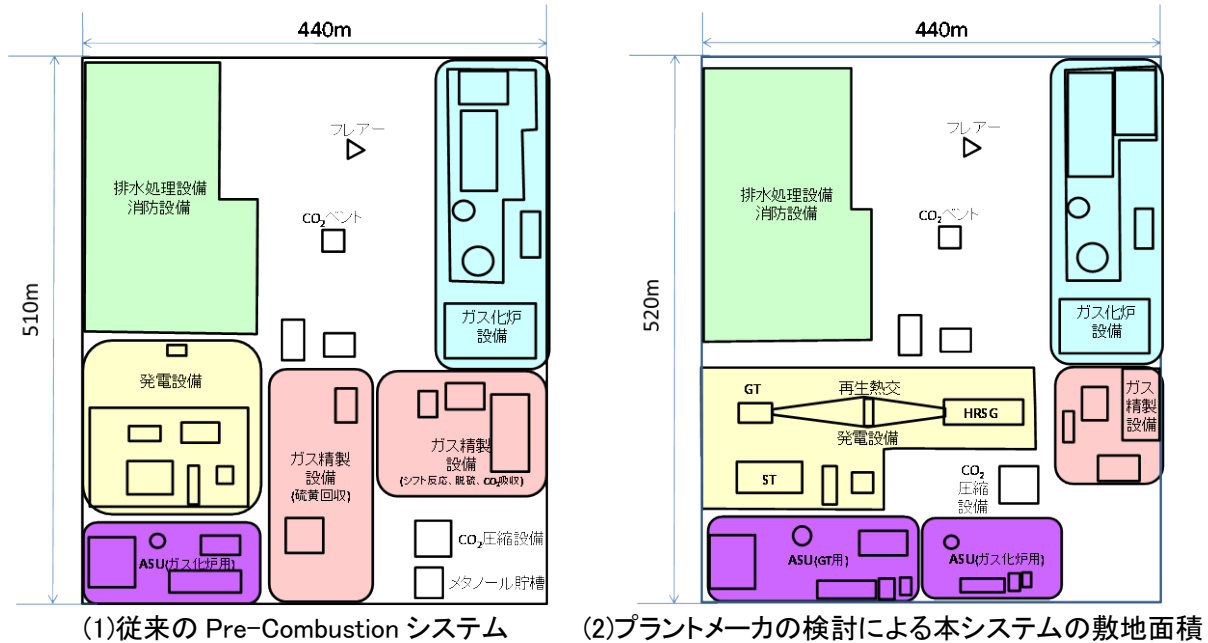 440m
510m
フレアー
排水処理設備
消防設備
CO₂ベント
ガス化炉
設備
発電設備
ガス精製
設備
(硫黄回収)
ガス精製
設備
(シフト反応、脱硫、CO₂吸収)
ASU(ガス化炉用)
CO₂圧縮設備
メタノール貯槽
(1)従来の Pre-Combustion システム
440m
520m
フレアー
排水処理設備
消防設備
CO₂ベント
ガス化炉
設備
GT
再生熱交
HRSG
発電設備
ガス
精製
設備
ST
CO₂
圧縮
設備
ASU(GT用)
ASU(ガス化炉用)
(2)プラントメーカの検討による本システムの敷地面積